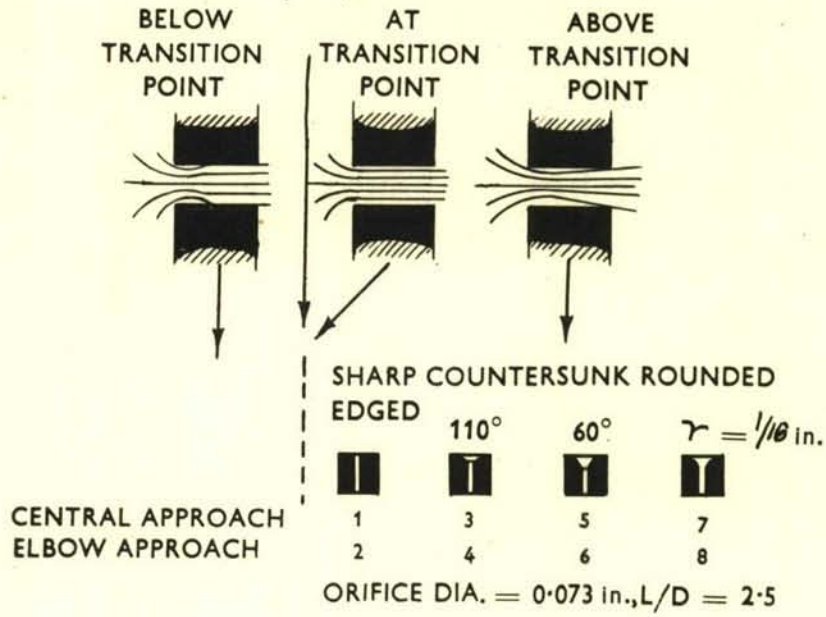 BELOW
TRANSITION
POINT
AT
TRANSITION
POINT
ABOVE
TRANSITION
POINT
SHARP COUNTERSUNK ROUNDED
EDGED
110° 60° r = 1/16 in.
CENTRAL APPROACH 1 3 5 7
ELBOW APPROACH 2 4 6 8
ORIFICE DIA. = 0·073 in., L/D = 2·5